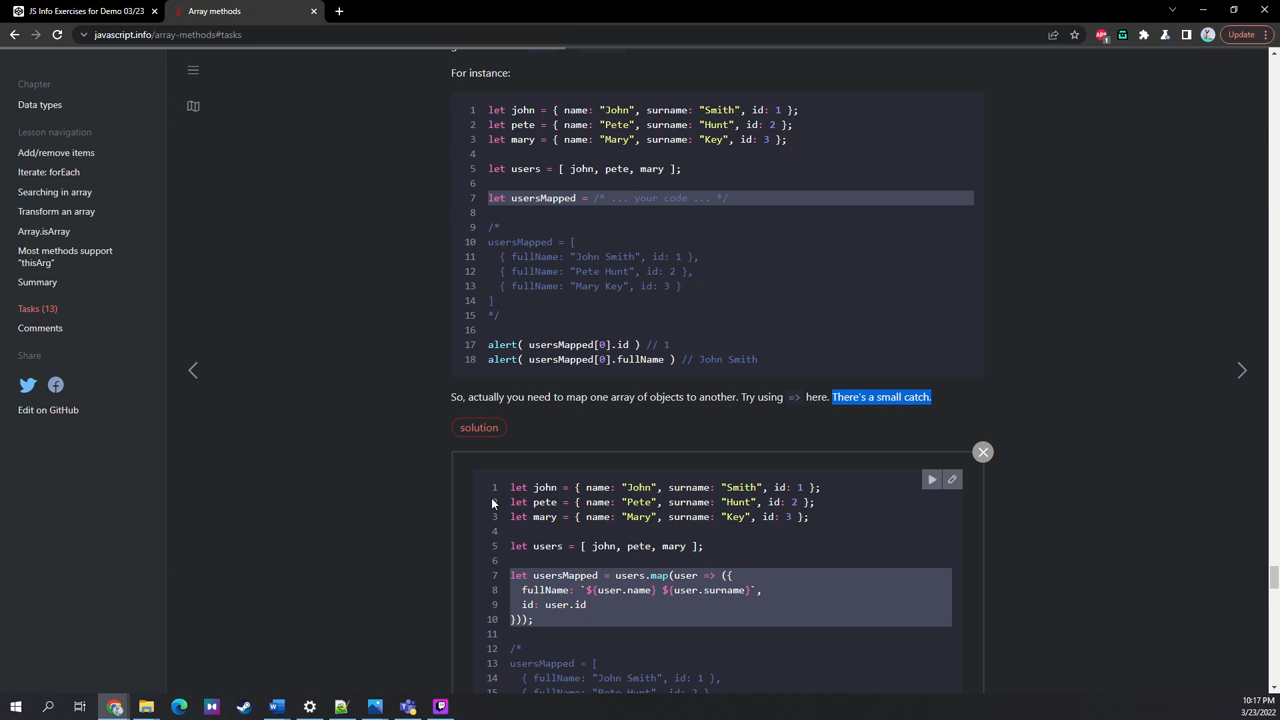 JS Info Exercises for Demo 03/23
Array methods
javascript.info/array-methods#tasks
Update
Chapter
Data types
Lesson navigation
Add/remove items
Iterate: forEach
Searching in array
Transform an array
Array.isArray
Most methods support
"thisArg"
Summary
Tasks (13)
Comments
Share
Edit on GitHub
For instance:
1 let john = { name: "John", surname: "Smith", id: 1 };
2 let pete = { name: "Pete", surname: "Hunt", id: 2 };
3 let mary = { name: "Mary", surname: "Key", id: 3 };
4
5 let users = [ john, pete, mary ];
6
7 let usersMapped = /* ... your code ... */
8
9 /*
10 usersMapped = [
11 { fullName: "John Smith", id: 1 },
12 { fullName: "Pete Hunt", id: 2 },
13 { fullName: "Mary Key", id: 3 }
14 ]
15 */
16
17 alert( usersMapped[0].id ) // 1
18 alert( usersMapped[0].fullName ) // John Smith
So, actually you need to map one array of objects to another. Try using => here. There's a small catch.
solution
1 let john = { name: "John", surname: "Smith", id: 1 };
2 let pete = { name: "Pete", surname: "Hunt", id: 2 };
3 let mary = { name: "Mary", surname: "Key", id: 3 };
4
5 let users = [ john, pete, mary ];
6
7 let usersMapped = users.map(user => ({
8 fullName: `${user.name} ${user.surname}`,
9 id: user.id
10 }));
11
12 /*
13 usersMapped = [
14 { fullName: "John Smith", id: 1 },
15 { fullName: "Pete Hunt", id: 2 }
10:17 PM
3/23/2022